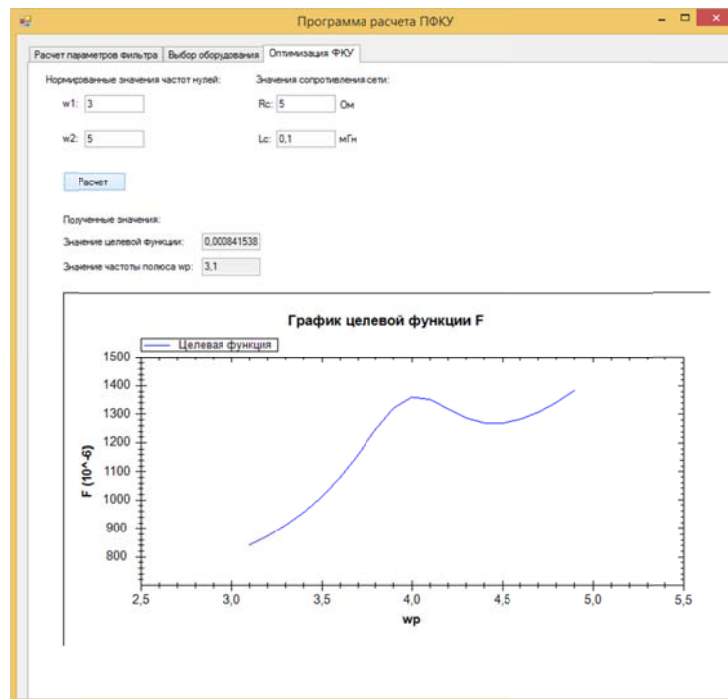 Программа расчета ПФКУ
Расчет параметров Фильтра Выбор оборудования Оптимизация ФКУ
Нормированные значения частот нулей: Значения сопротивления сети:
w1: 3 Rc: 5 Ом
w2: 5 Lc: 0,1 мГн
Расчет
Полученные значения:
Значение целевой функции: 0,000841538
Значение частоты полюса wp: 3,1
График целевой функции F
Целевая функция
1500
1400
1300
1200
1100
1000
900
800
F (10^-6)
2,5 3,0 3,5 4,0 4,5 5,0 5,5
wp